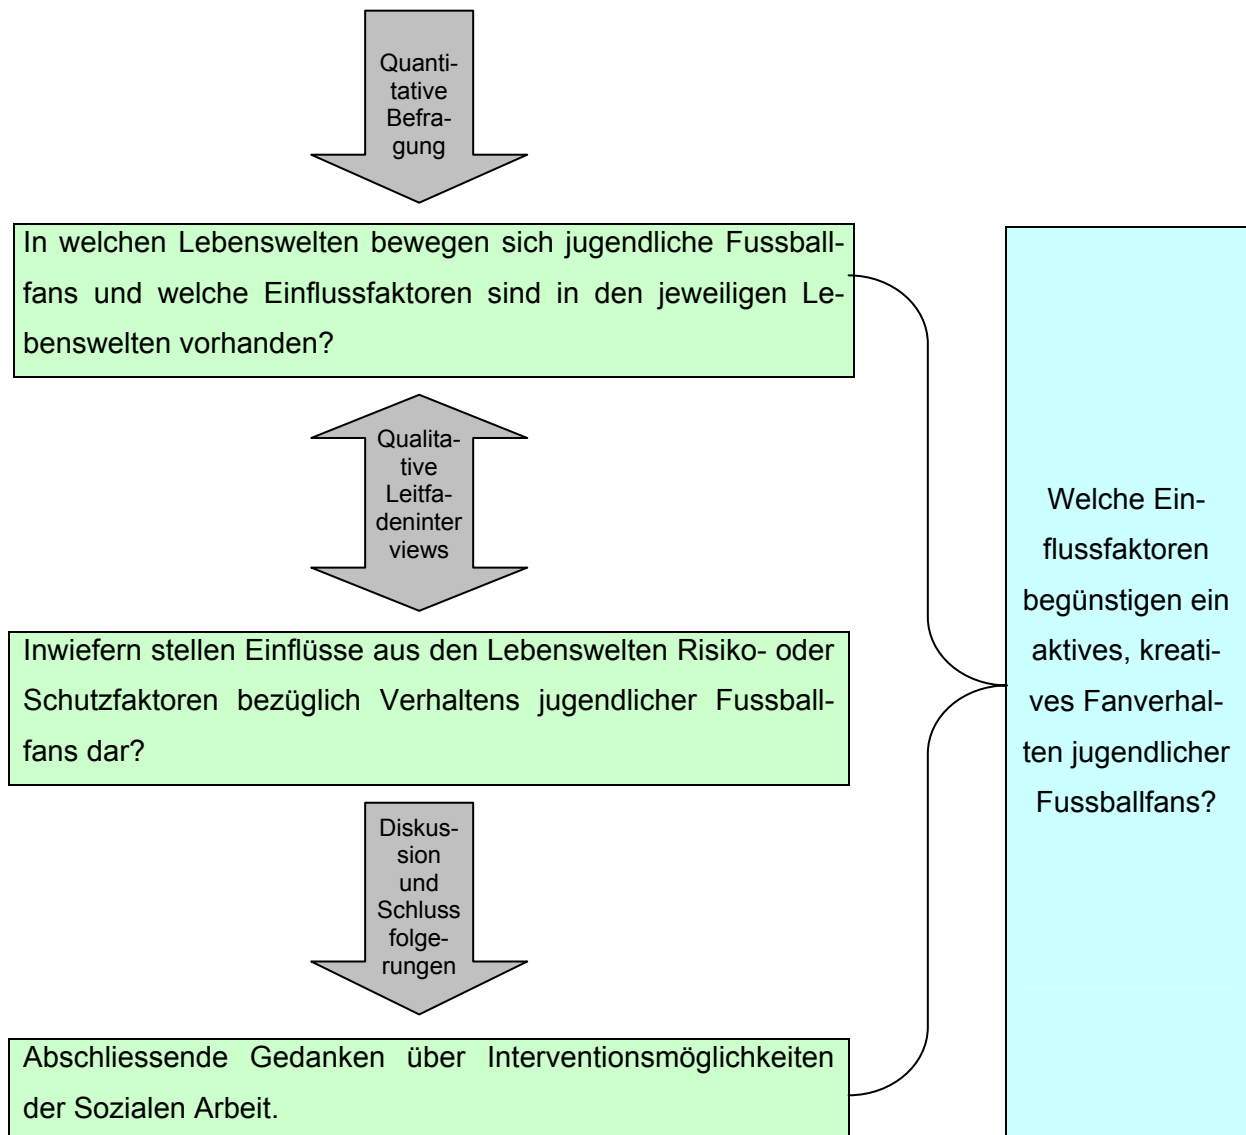 Quanti-
tative
Befra-
gung
In welchen Lebenswelten bewegen sich jugendliche Fussball-
fans und welche Einflussfaktoren sind in den jeweiligen Le-
benswelten vorhanden?
Qualita-
tive
Leitfa-
deninter
views
Inwiefern stellen Einflüsse aus den Lebenswelten Risiko- oder
Schutzfaktoren bezüglich Verhaltens jugendlicher Fussball-
fans dar?
Diskus-
sion
und
Schluss
folge-
rungen
Abschliessende Gedanken über Interventionsmöglichkeiten
der Sozialen Arbeit.
Welche Ein-
flussfaktoren
begünstigen ein
aktives, kreati-
ves Fanverhal-
ten jugendlicher
Fussballfans?